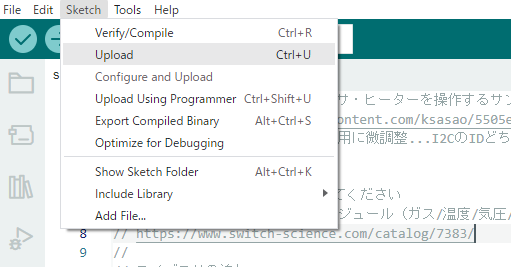 File Edit Sketch Tools Help
Verify/Compile Ctrl+R
Upload Ctrl+U
Configure and Upload
Upload Using Programmer Ctrl+Shift+U
サ・ヒーターを操作するサン
Export Compiled Binary Alt+Ctrl+S
ontent.com/ksasao/5505e
Optimize for Debugging
用に微調整...I2CのIDどち
Show Sketch Folder Alt+Ctrl+K
Include Library
てください
Add File...
ジュール（ガス/温度/気圧/
8 // https://www.switch-science.com/catalog/7383/
9 //